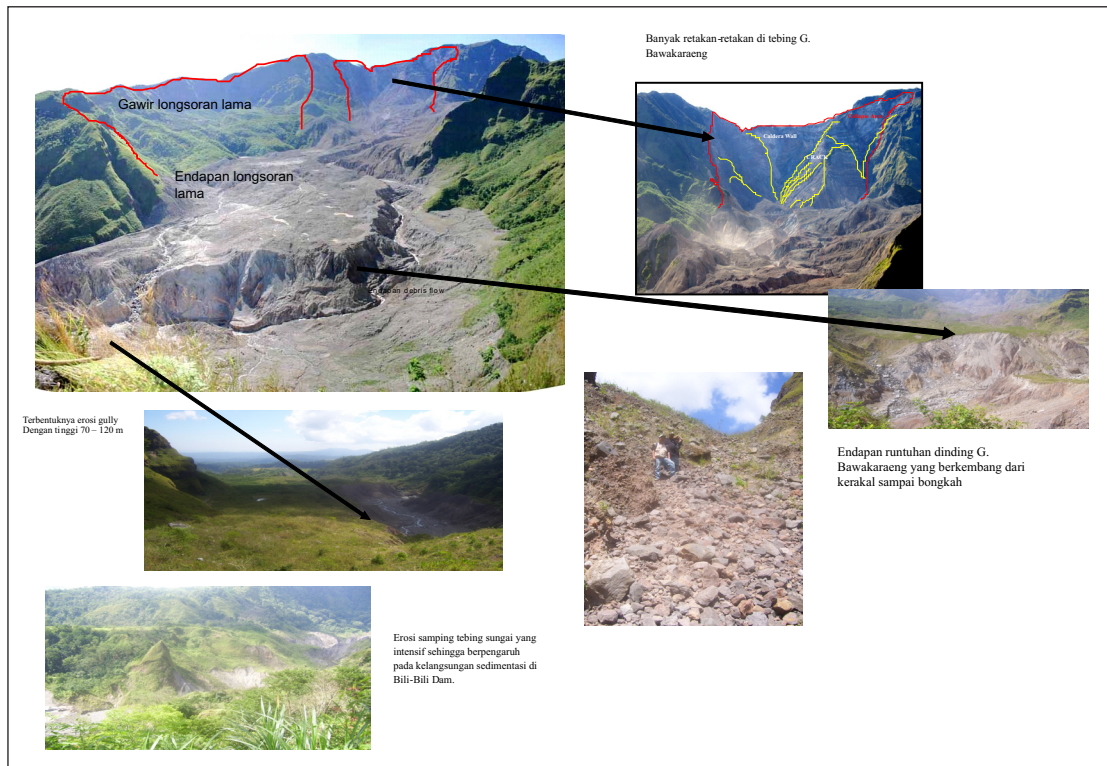 Banyak retakan-retakan di tebing G.
Bawakaraeng
Gawir longsoran lama
Caldera Wall
CRACK
Endapan longsoran
lama
Endapan debris flow
Terbentuknya erosi gully
Dengan tinggi 70 – 120 m
Endapan runtuhan dinding G.
Bawakaraeng yang berkembang dari
kerakal sampai bongkah
Erosi samping tebing sungai yang
intensif sehingga berpengaruh
pada kelangsungan sedimentasi di
Bili-Bili Dam.